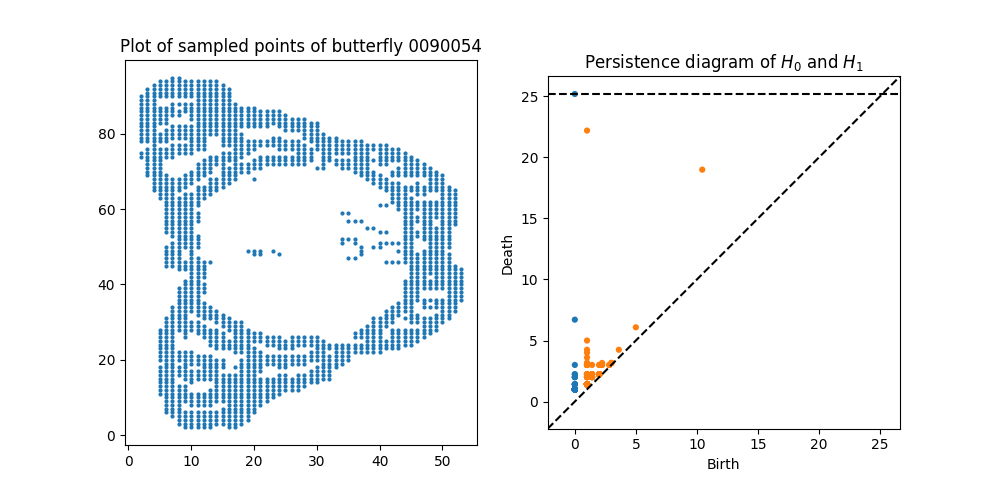 Plot of sampled points of butterfly 0090054
80
60
40
20
0
0 10 20 30 40 50
Persistence diagram of H₀ and H₁
25
20
15
10
5
0
Death
0 5 10 15 20 25
Birth